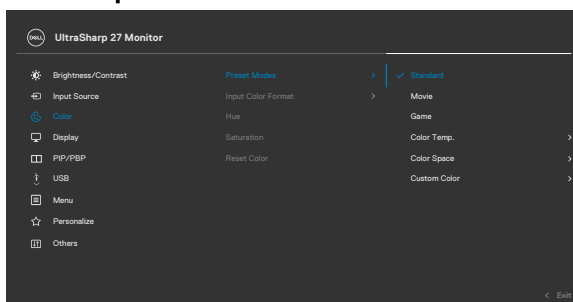 DELL UltraSharp 27 Monitor
Brightness/Contrast Preset Modes > ✓ Standard
Input Source Input Color Format > Movie
Color Hue Game
Display Saturation Color Temp. >
PIP/PBP Reset Color Color Space >
USB Custom Color >
Menu
Personalize
Others
< Exit